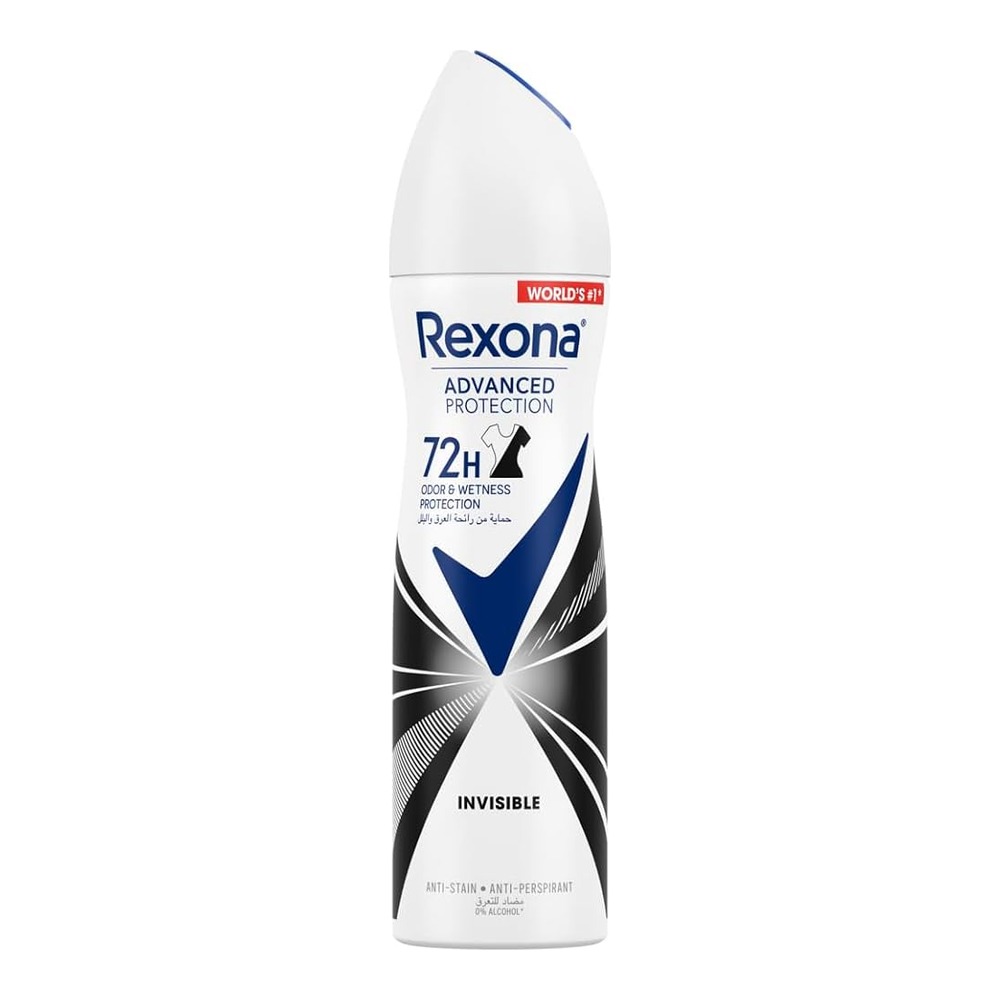 WORLD'S #1*
Rexona®
ADVANCED
PROTECTION
72H
ODOR & WETNESS
PROTECTION
حماية من رائحة العرق والبلل
INVISIBLE
ANTI-STAIN • ANTI-PERSPIRANT
مضاد للتعرق
0% ALCOHOL*